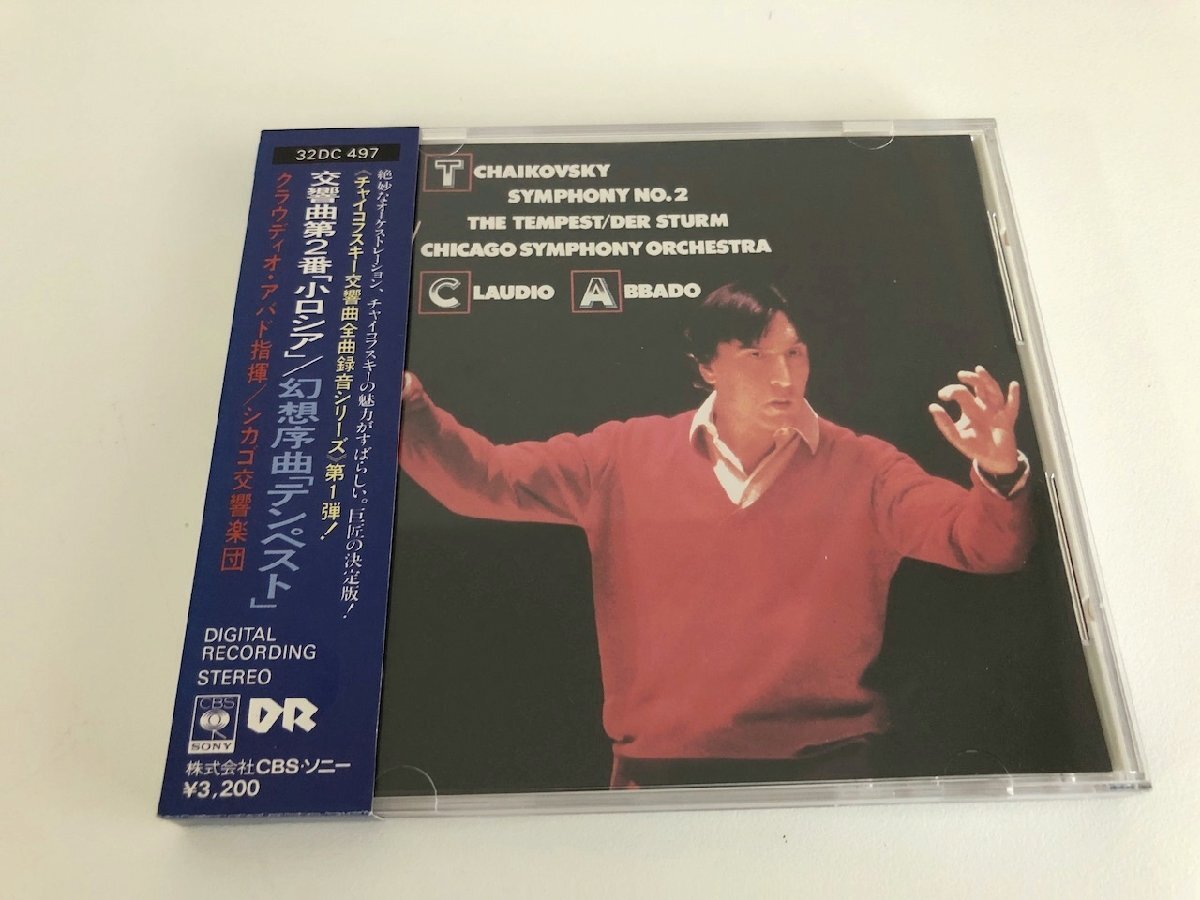 32DC 497
絶妙なオーケストレーション、チャイコフスキーの魅力がすばらしい。巨匠の決定版!
《チャイコフスキー交響曲全曲録音シリーズ》第1弾!
交響曲第2番「小ロシア」/幻想序曲「テンペスト」
クラウディオ・アバド指揮/シカゴ交響楽団
DIGITAL
RECORDING
STEREO
CBS
SONY
DR
株式会社CBS・ソニー
¥3,200
TCHAIKOVSKY
SYMPHONY NO.2
THE TEMPEST/DER STURM
CHICAGO SYMPHONY ORCHESTRA
CLAUDIO ABBADO